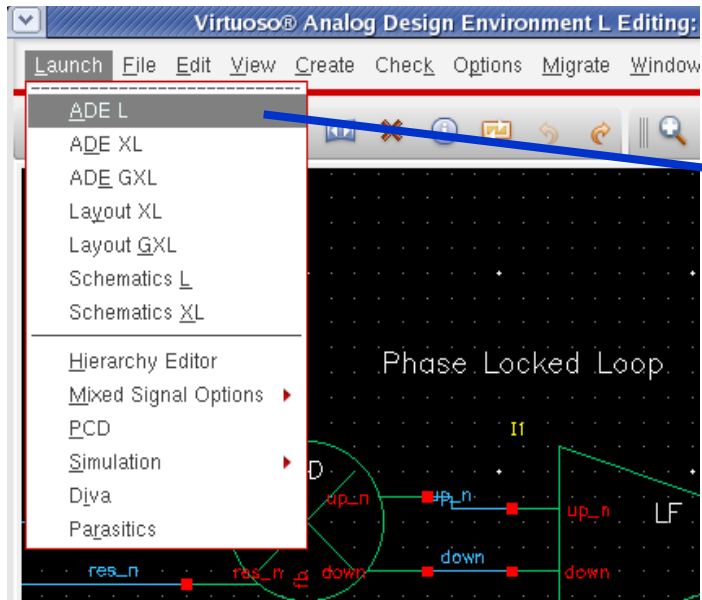 Virtuoso® Analog Design Environment L Editing:
Launch File Edit View Create Check Options Migrate Window
ADE L
ADE XL
ADE GXL
Layout XL
Layout GXL
Schematics L
Schematics XL
Hierarchy Editor
Mixed Signal Options
PCD
Simulation
Diva
Parasitics
Phase Locked Loop
I1
D
up_n up_n up_n
LF
down down down
res_n res_n
fb